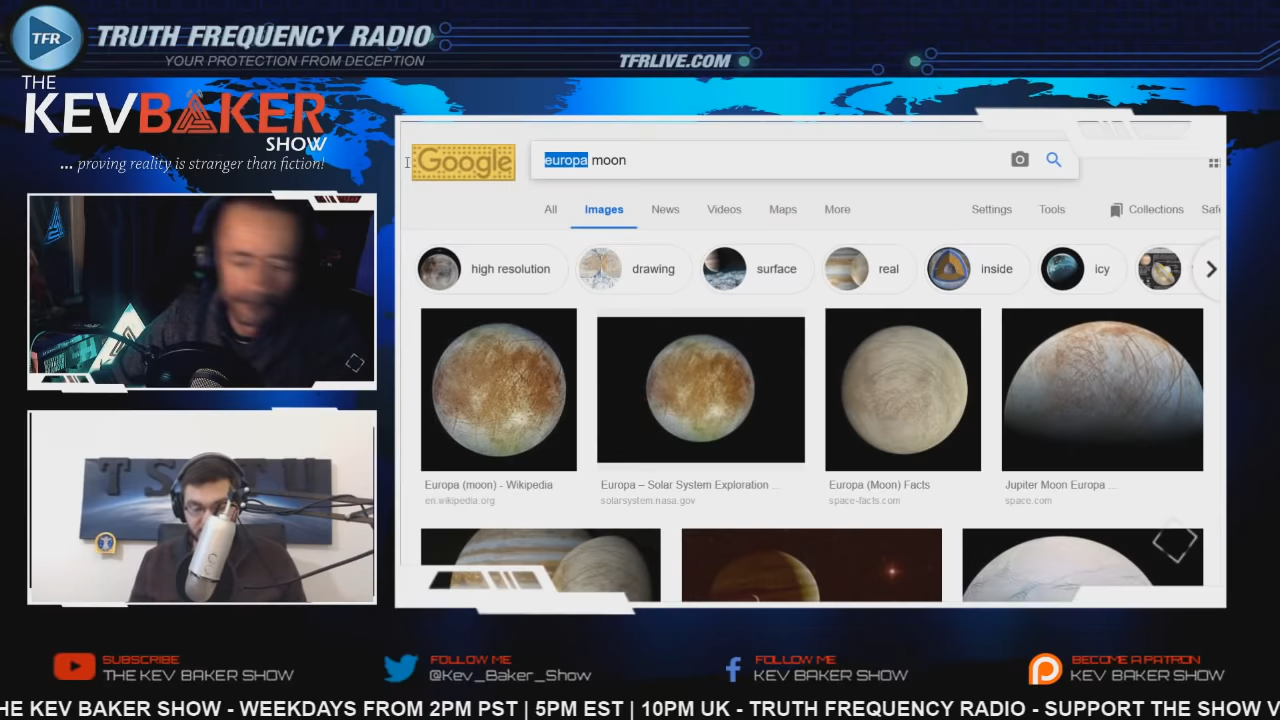 TFR
TRUTH FREQUENCY RADIO
YOUR PROTECTION FROM DECEPTION
TFRLIVE.COM
THE
KEVBAKER
SHOW
... proving reality is stranger than fiction!
Google
europa moon
All Images News Videos Maps More Settings Tools Collections Safe
high resolution drawing surface real inside icy
Europa (moon) - Wikipedia
en.wikipedia.org
Europa – Solar System Exploration ...
solarsystem.nasa.gov
Europa (Moon) Facts
space-facts.com
Jupiter Moon Europa ...
space.com
SUBSCRIBE
THE KEV BAKER SHOW
FOLLOW ME
@Kev_Baker_Show
FOLLOW ME
KEV BAKER SHOW
BECOME A PATRON
KEV BAKER SHOW
HE KEV BAKER SHOW - WEEKDAYS FROM 2PM PST | 5PM EST | 10PM UK - TRUTH FREQUENCY RADIO - SUPPORT THE SHOW V